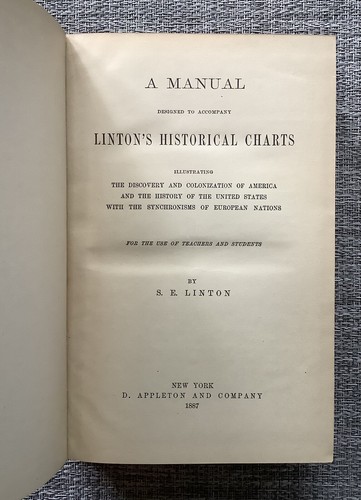 A MANUAL
DESIGNED TO ACCOMPANY
LINTON'S HISTORICAL CHARTS
ILLUSTRATING
THE DISCOVERY AND COLONIZATION OF AMERICA
AND THE HISTORY OF THE UNITED STATES
WITH THE SYNCHRONISMS OF EUROPEAN NATIONS
FOR THE USE OF TEACHERS AND STUDENTS
BY
S. E. LINTON
NEW YORK
D. APPLETON AND COMPANY
1887